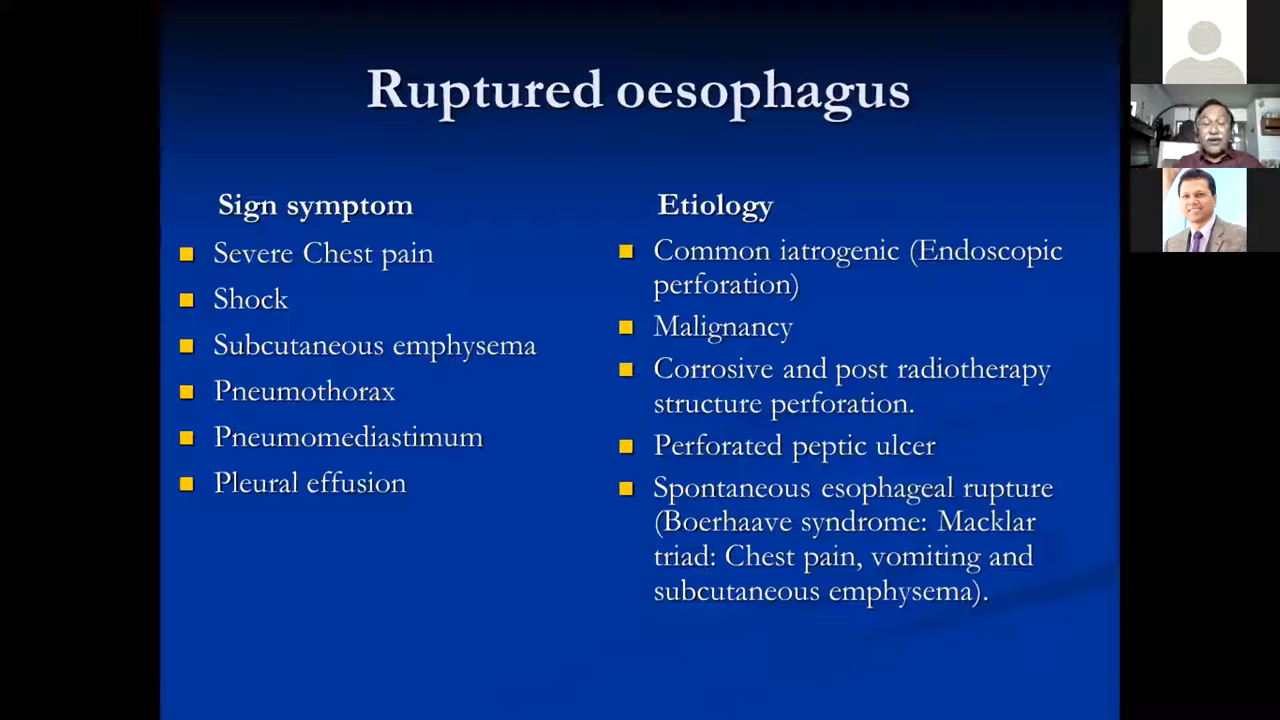 Ruptured oesophagus
Sign symptom
Severe Chest pain
Shock
Subcutaneous emphysema
Pneumothorax
Pneumomediastimum
Pleural effusion
Etiology
Common iatrogenic (Endoscopic
perforation)
Malignancy
Corrosive and post radiotherapy
structure perforation.
Perforated peptic ulcer
Spontaneous esophageal rupture
(Boerhaave syndrome: Macklar
triad: Chest pain, vomiting and
subcutaneous emphysema).